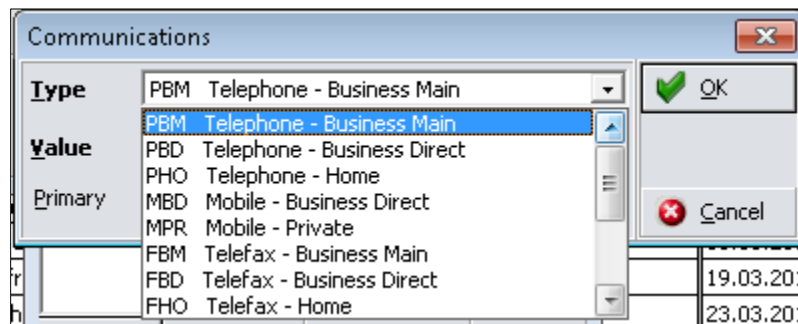 Communications
Type PBM Telephone - Business Main OK
PBM Telephone - Business Main
Value PBD Telephone - Business Direct
PHO Telephone - Home
Primary MBD Mobile - Business Direct Cancel
MPR Mobile - Private
FBM Telefax - Business Main
FBD Telefax - Business Direct 19.03.20
FHO Telefax - Home 23.03.20